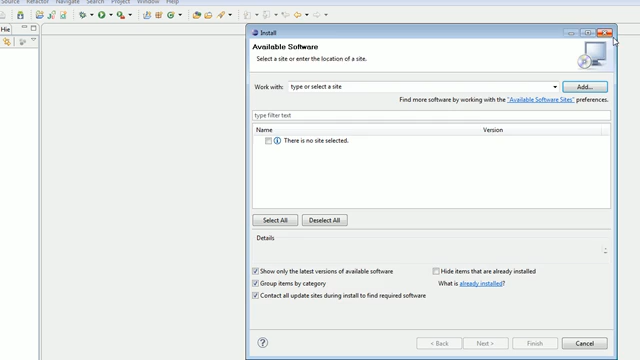 Source Refactor Navigate Search Project Window Help
Hie
Install
Available Software
Select a site or enter the location of a site.
Work with: type or select a site Add...
Find more software by working with the "Available Software Sites" preferences.
type filter text
Name Version
There is no site selected.
Select All Deselect All
Details
Show only the latest versions of available software Hide items that are already installed
Group items by category What is already installed?
Contact all update sites during install to find required software
? < Back Next > Finish Cancel